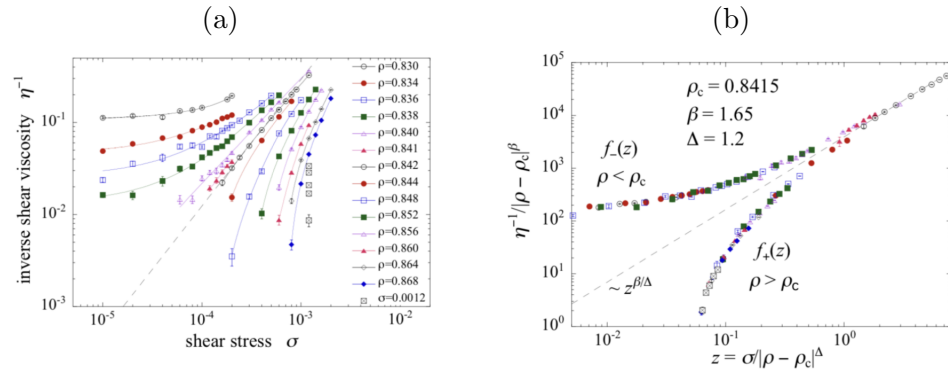 (a)
inverse shear viscosity η⁻¹
10⁻¹
10⁻²
10⁻³
10⁻⁵
10⁻⁴
10⁻³
10⁻²
shear stress σ
ρ=0.830
ρ=0.834
ρ=0.836
ρ=0.838
ρ=0.840
ρ=0.841
ρ=0.842
ρ=0.844
ρ=0.848
ρ=0.852
ρ=0.856
ρ=0.860
ρ=0.864
ρ=0.868
σ=0.0012
(b)
η⁻¹/|ρ − ρc|^β
10⁵
10⁴
10³
10²
10¹
10⁰
ρc = 0.8415
β = 1.65
Δ = 1.2
f₋(z)
ρ < ρc
f₊(z)
ρ > ρc
~ z^β/Δ
10⁻²
10⁻¹
10⁰
z = σ/|ρ − ρc|^Δ